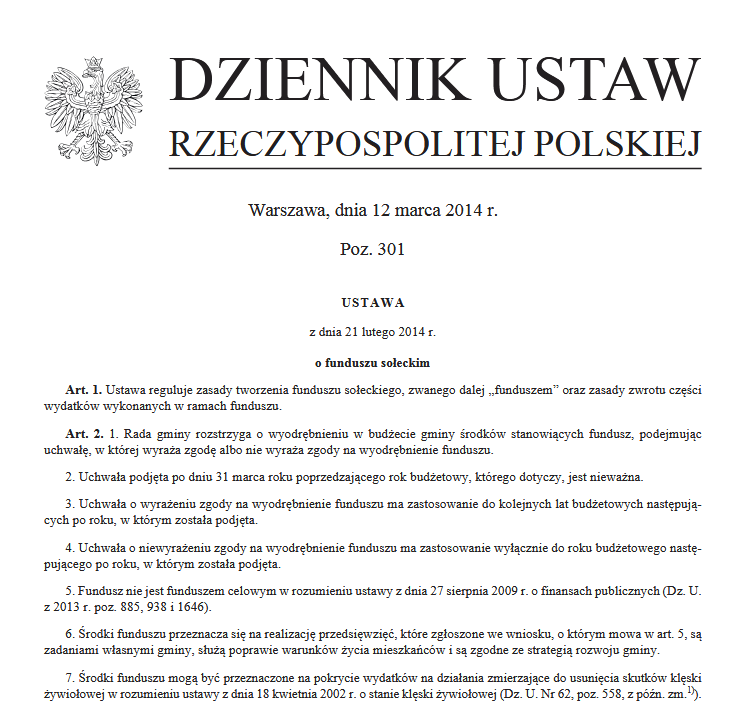 DZIENNIK USTAW
RZECZYPOSPOLITEJ POLSKIEJ
Warszawa, dnia 12 marca 2014 r.
Poz. 301
USTAWA
z dnia 21 lutego 2014 r.
o funduszu sołeckim
Art. 1. Ustawa reguluje zasady tworzenia funduszu sołeckiego, zwanego dalej „funduszem” oraz zasady zwrotu części
wydatków wykonanych w ramach funduszu.
Art. 2. 1. Rada gminy rozstrzyga o wyodrębnieniu w budżecie gminy środków stanowiących fundusz, podejmując
uchwałę, w której wyraża zgodę albo nie wyraża zgody na wyodrębnienie funduszu.
2. Uchwała podjęta po dniu 31 marca roku poprzedzającego rok budżetowy, którego dotyczy, jest nieważna.
3. Uchwała o wyrażeniu zgody na wyodrębnienie funduszu ma zastosowanie do kolejnych lat budżetowych następują-
cych po roku, w którym została podjęta.
4. Uchwała o niewyrażeniu zgody na wyodrębnienie funduszu ma zastosowanie wyłącznie do roku budżetowego nastę-
pującego po roku, w którym została podjęta.
5. Fundusz nie jest funduszem celowym w rozumieniu ustawy z dnia 27 sierpnia 2009 r. o finansach publicznych (Dz. U.
z 2013 r. poz. 885, 938 i 1646).
6. Środki funduszu przeznacza się na realizację przedsięwzięć, które zgłoszone we wniosku, o którym mowa w art. 5, są
zadaniami własnymi gminy, służą poprawie warunków życia mieszkańców i są zgodne ze strategią rozwoju gminy.
7. Środki funduszu mogą być przeznaczone na pokrycie wydatków na działania zmierzające do usunięcia skutków klęski
żywiołowej w rozumieniu ustawy z dnia 18 kwietnia 2002 r. o stanie klęski żywiołowej (Dz. U. Nr 62, poz. 558, z późn. zm.1)).